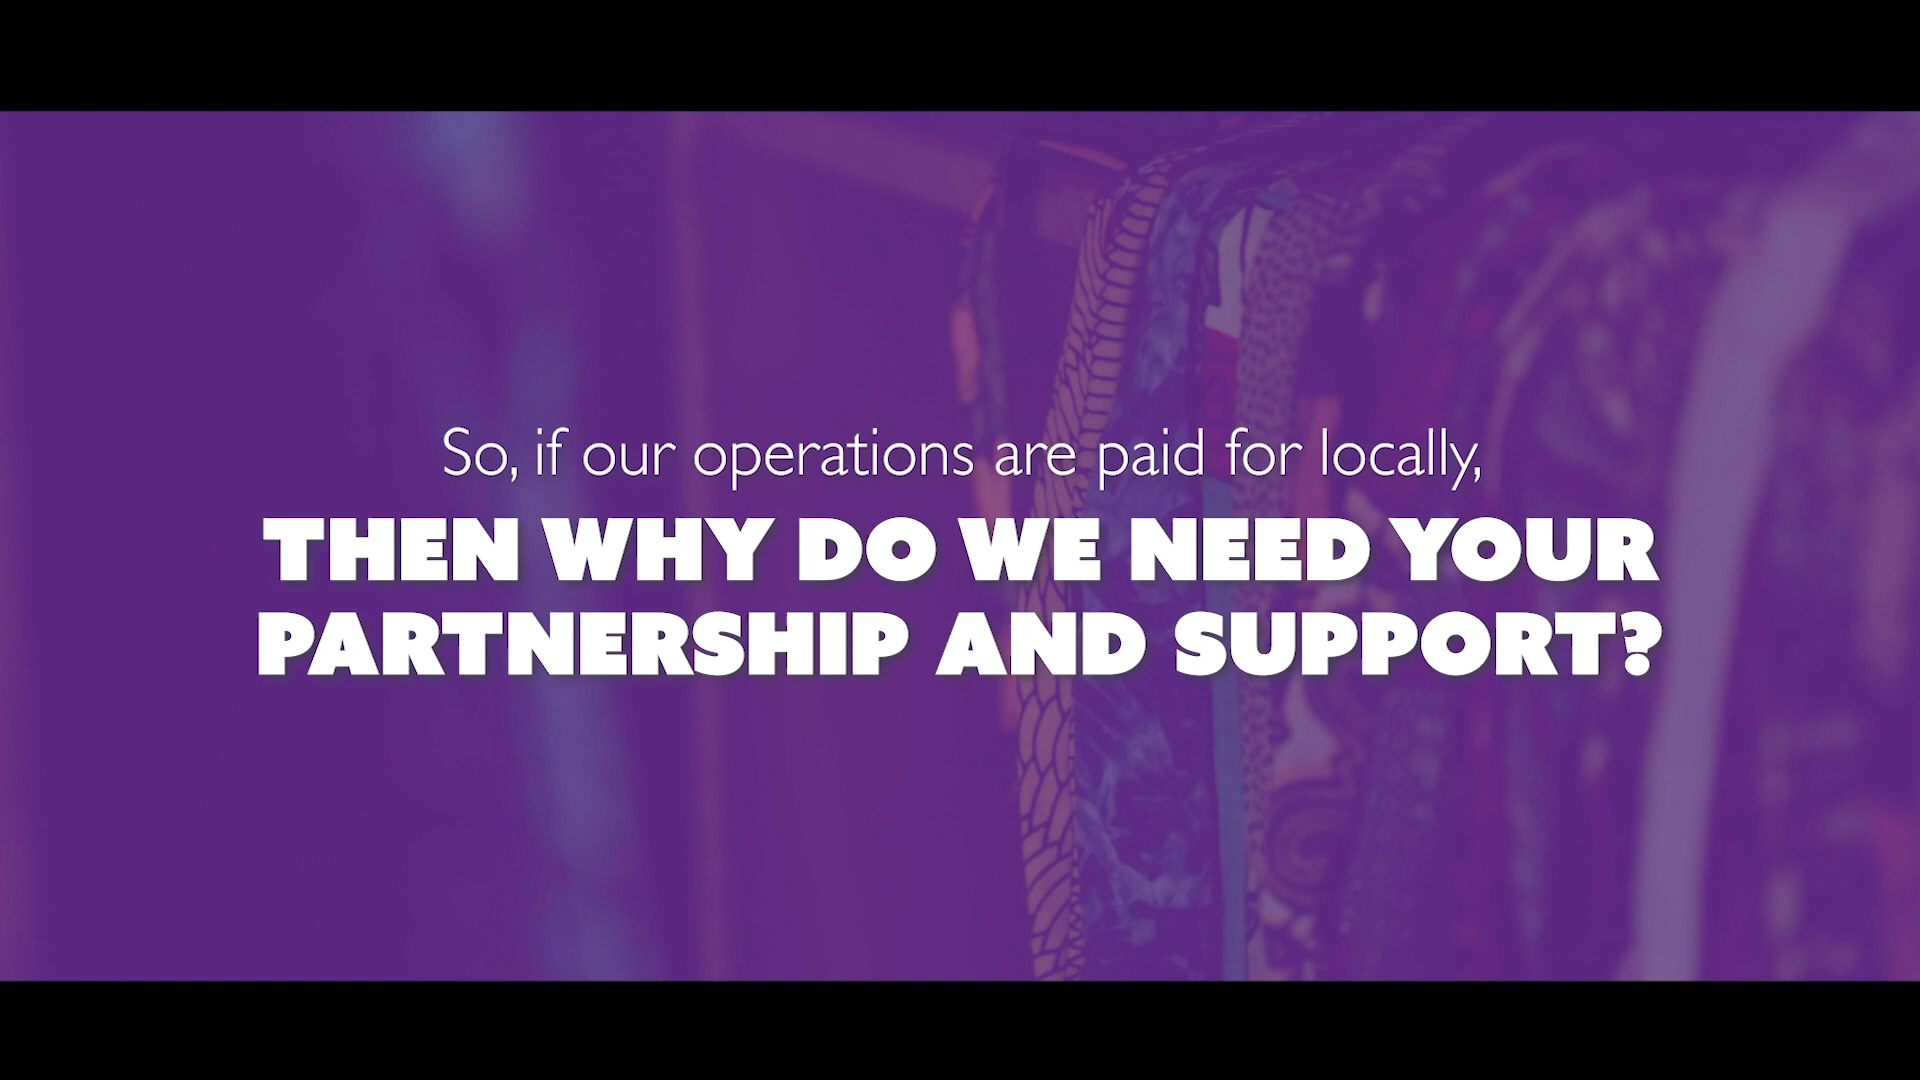 So, if our operations are paid for locally,
THEN WHY DO WE NEED YOUR
PARTNERSHIP AND SUPPORT?